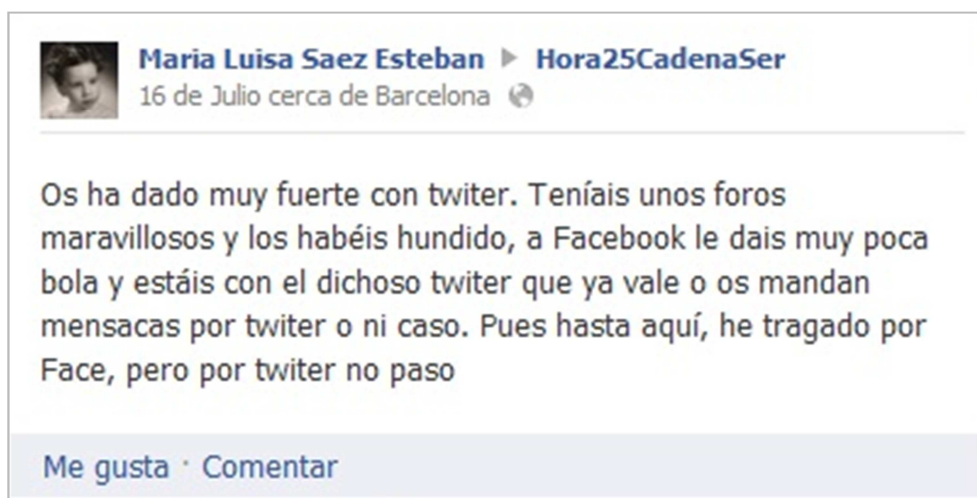 Maria Luisa Saez Esteban ▶ Hora25CadenaSer
16 de Julio cerca de Barcelona
Os ha dado muy fuerte con twiter. Teníais unos foros
maravillosos y los habéis hundido, a Facebook le dais muy poca
bola y estáis con el dichoso twiter que ya vale o os mandan
mensacas por twiter o ni caso. Pues hasta aquí, he tragado por
Face, pero por twiter no paso
Me gusta · Comentar